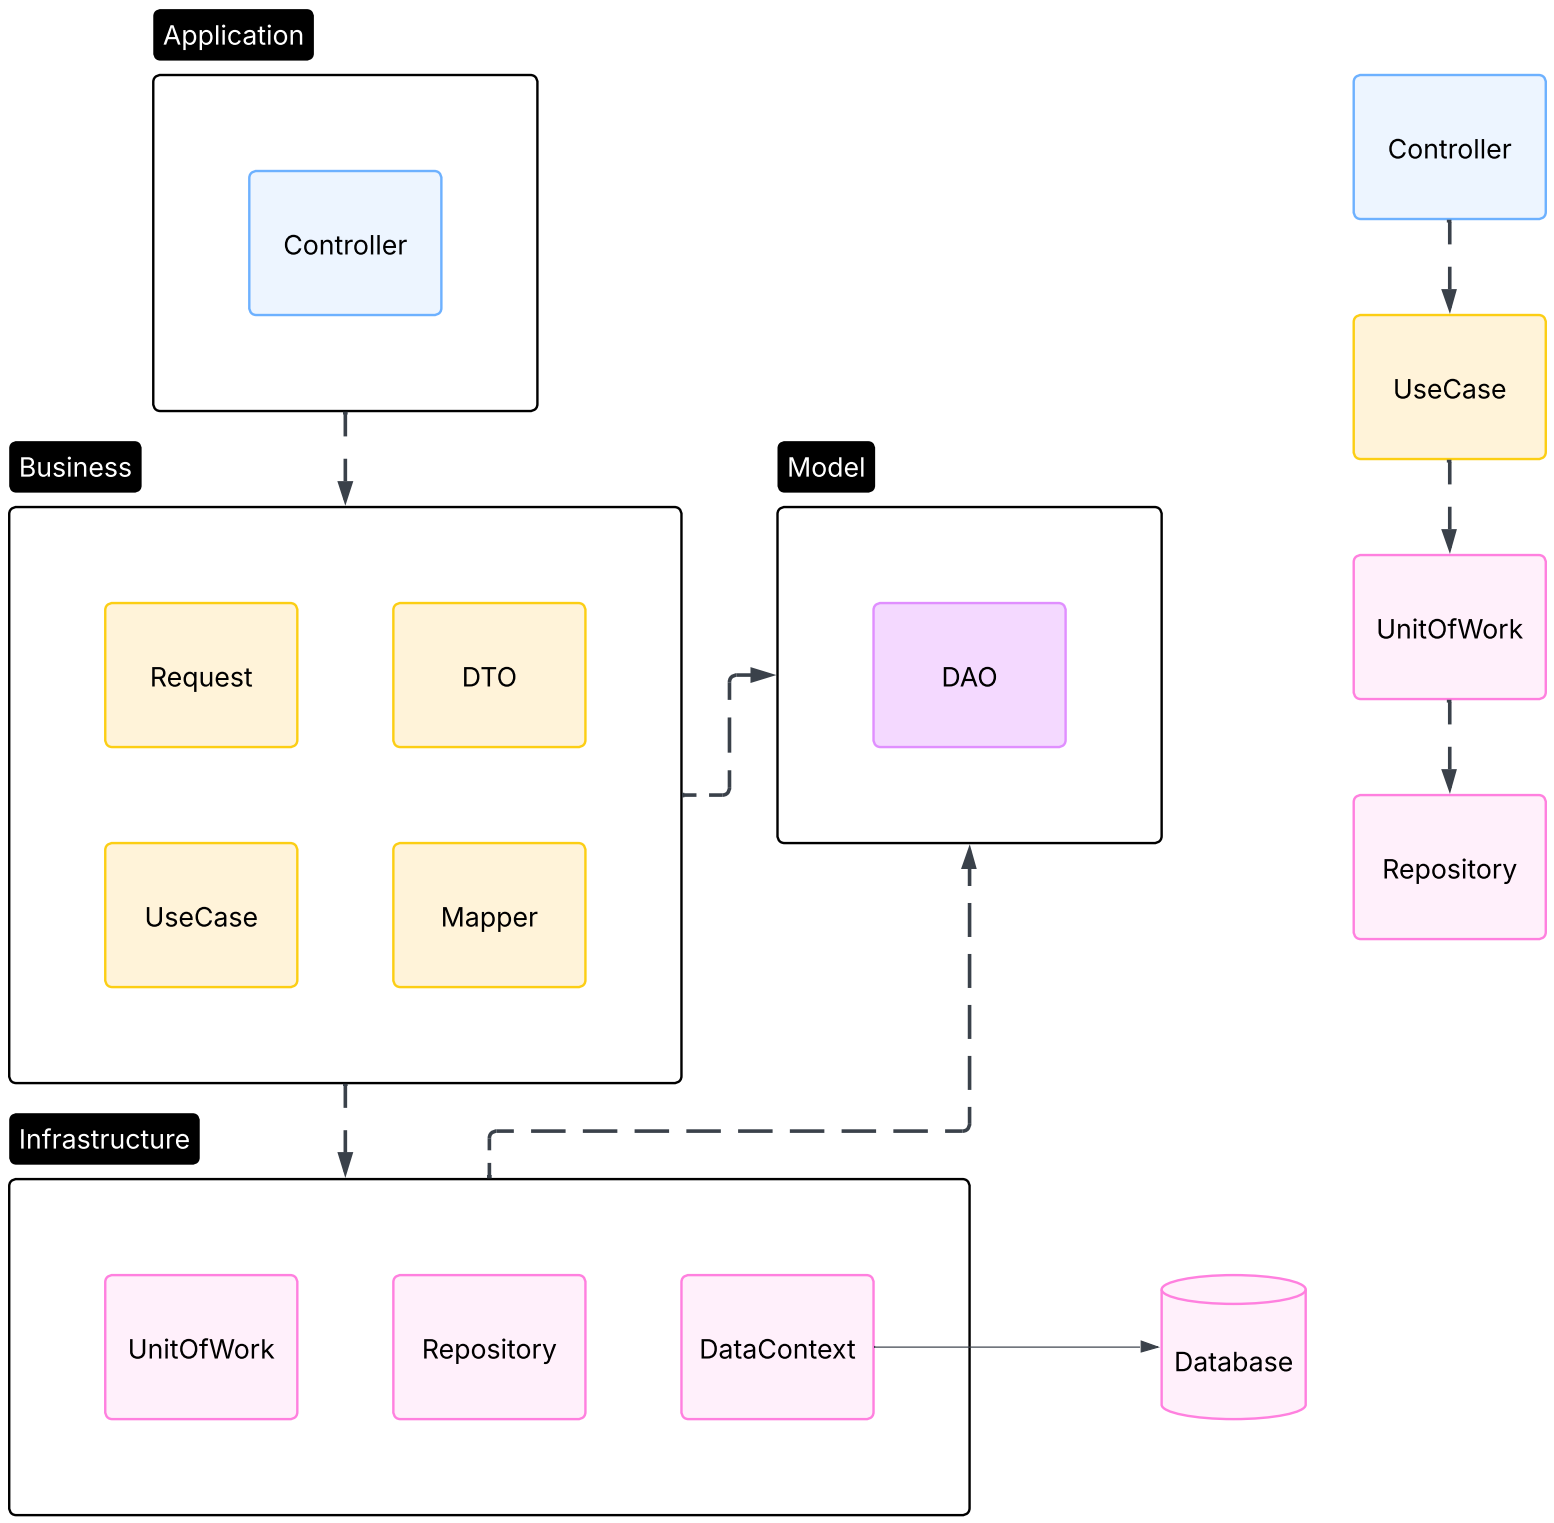 Application
Controller
Business
Request
DTO
UseCase
Mapper
Model
DAO
Infrastructure
UnitOfWork
Repository
DataContext
Database
Controller
UseCase
UnitOfWork
Repository